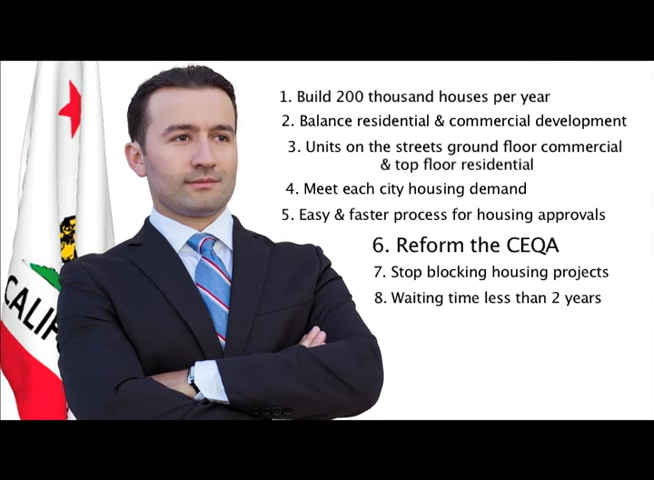 1. Build 200 thousand houses per year
2. Balance residential & commercial development
3. Units on the streets ground floor commercial
& top floor residential
4. Meet each city housing demand
5. Easy & faster process for housing approvals
6. Reform the CEQA
7. Stop blocking housing projects
8. Waiting time less than 2 years
CALIF